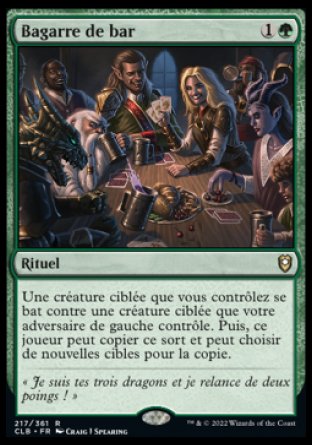 Bagarre de bar 1
Rituel
Une créature ciblée que vous contrôlez se
bat contre une créature ciblée que votre
adversaire de gauche contrôle. Puis, ce
joueur peut copier ce sort et peut choisir
de nouvelles cibles pour la copie.
« Je suis tes trois dragons et je relance de deux
poings ! »
217/361 R
CLB • FR Craig J Spearing
™ & © 2022 Wizards of the Coast